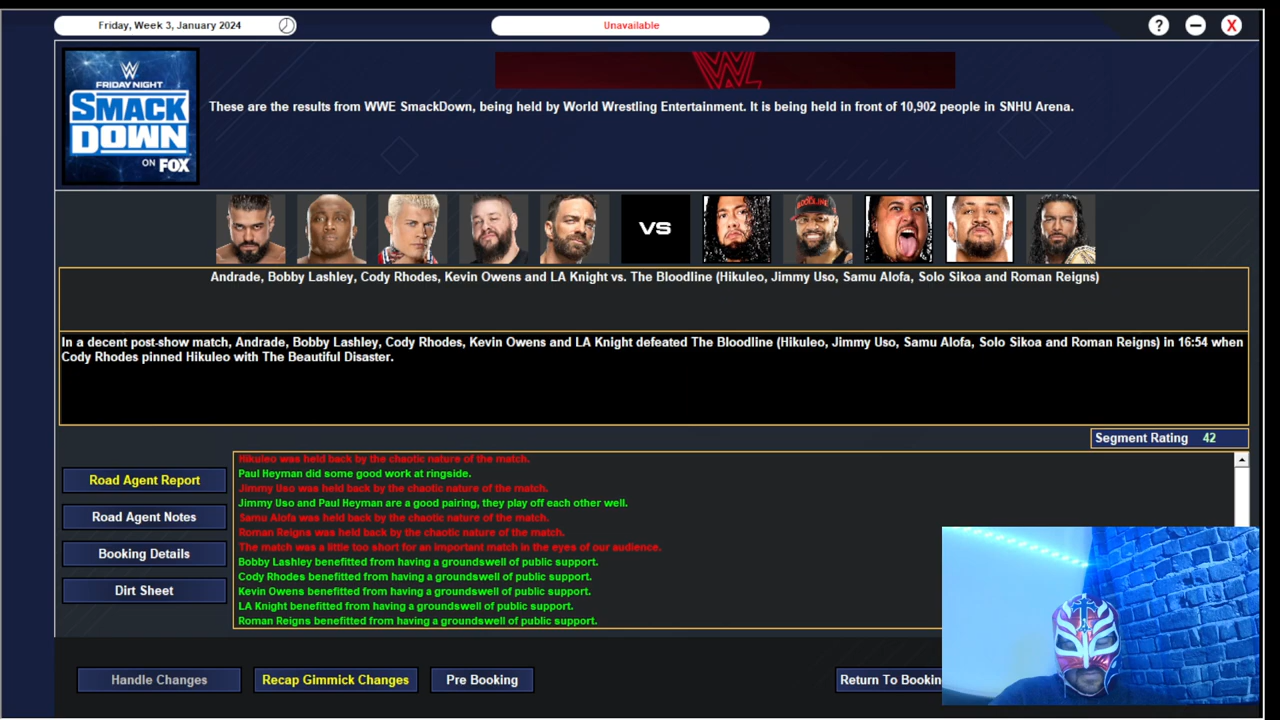 Friday, Week 3, January 2024
Unavailable
?
X
W
FRIDAY NIGHT
SMACK
DOWN
ON FOX
These are the results from WWE SmackDown, being held by World Wrestling Entertainment. It is being held in front of 10,902 people in SNHU Arena.
BLOODLINE
VS
Andrade, Bobby Lashley, Cody Rhodes, Kevin Owens and LA Knight vs. The Bloodline (Hikuleo, Jimmy Uso, Samu Alofa, Solo Sikoa and Roman Reigns)
In a decent post-show match, Andrade, Bobby Lashley, Cody Rhodes, Kevin Owens and LA Knight defeated The Bloodline (Hikuleo, Jimmy Uso, Samu Alofa, Solo Sikoa and Roman Reigns) in 16:54 when
Cody Rhodes pinned Hikuleo with The Beautiful Disaster.
Segment Rating 42
Road Agent Report
Road Agent Notes
Booking Details
Dirt Sheet
Hikuleo was held back by the chaotic nature of the match.
Paul Heyman did some good work at ringside.
Jimmy Uso was held back by the chaotic nature of the match.
Jimmy Uso and Paul Heyman are a good pairing, they play off each other well.
Samu Alofa was held back by the chaotic nature of the match.
Roman Reigns was held back by the chaotic nature of the match.
The match was a little too short for an important match in the eyes of our audience.
Bobby Lashley benefitted from having a groundswell of public support.
Cody Rhodes benefitted from having a groundswell of public support.
Kevin Owens benefitted from having a groundswell of public support.
LA Knight benefitted from having a groundswell of public support.
Roman Reigns benefitted from having a groundswell of public support.
Handle Changes
Recap Gimmick Changes
Pre Booking
Return To Bookin